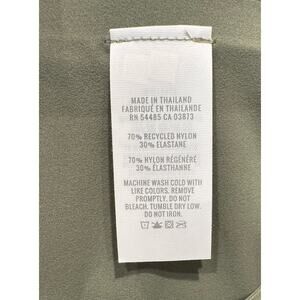 MADE IN THAILAND
FABRIQUÉ EN THAÏLANDE
RN 54485 CA 03873
70% RECYCLED NYLON
30% ELASTANE
70% NYLON RÉGÉNÉRÉ
30% ÉLASTHANNE
MACHINE WASH COLD WITH
LIKE COLORS. REMOVE
PROMPTLY. DO NOT
BLEACH. TUMBLE DRY LOW.
DO NOT IRON.